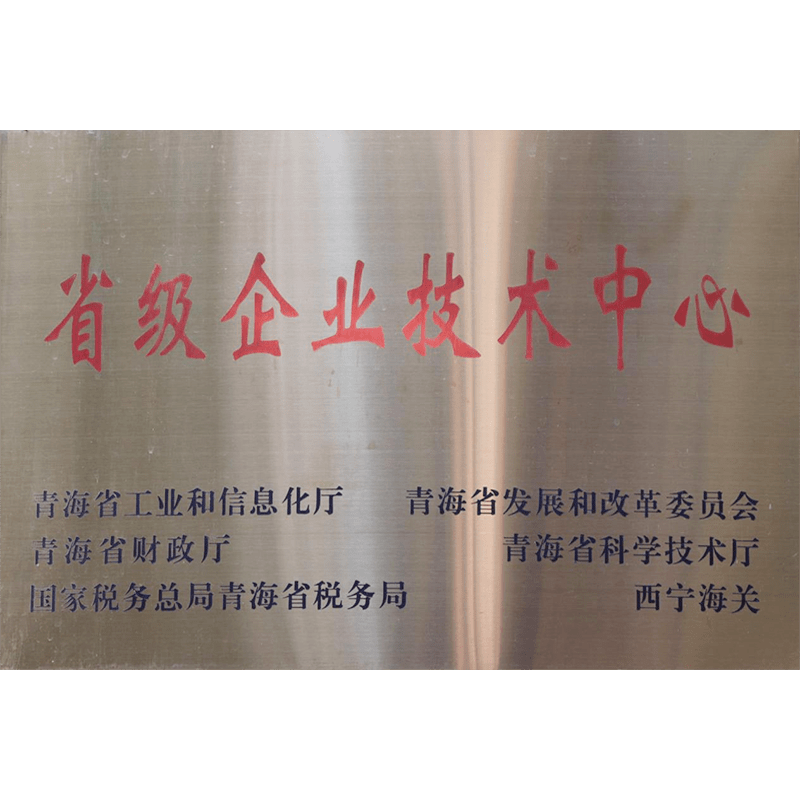 省级企业技术中心
青海省工业和信息化厅 青海省发展和改革委员会
青海省财政厅 青海省科学技术厅
国家税务总局青海省税务局 西宁海关